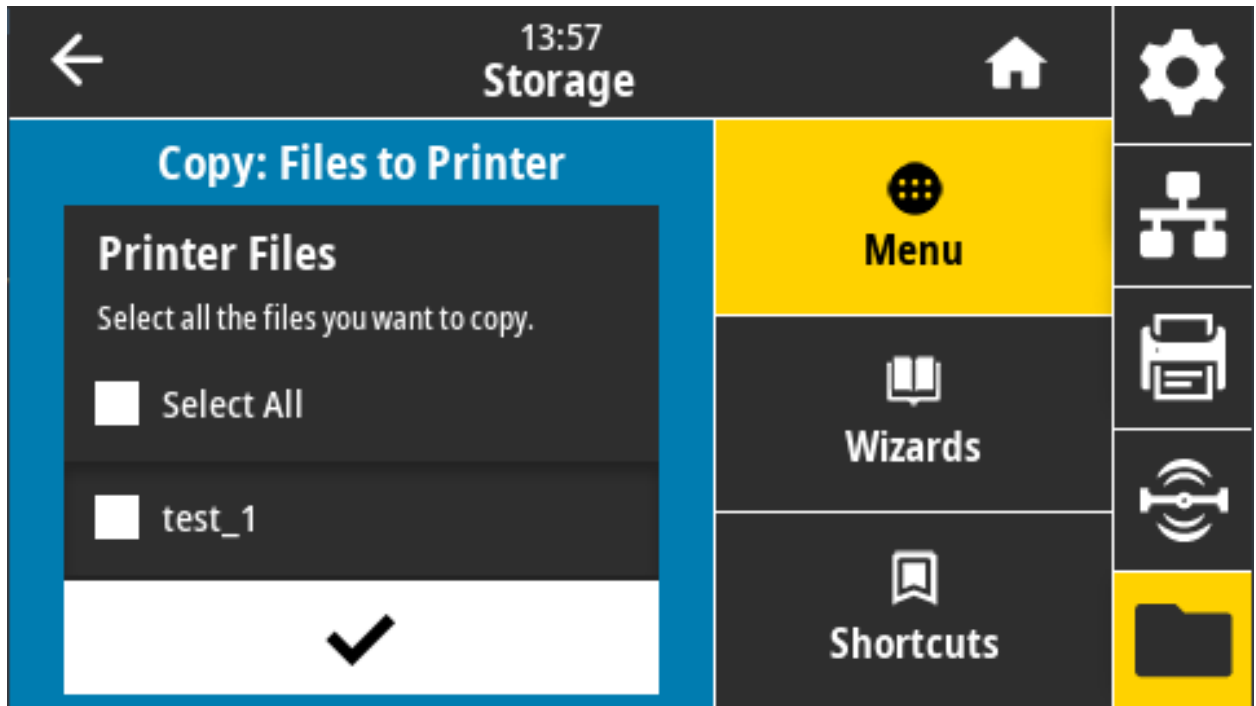 13:57
Storage
Copy: Files to Printer
Printer Files
Select all the files you want to copy.
Select All
test_1
Menu
Wizards
Shortcuts